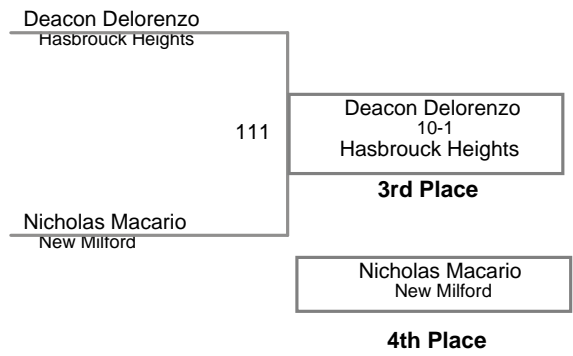 Deacon Delorenzo
Hasbrouck Heights
111
Deacon Delorenzo
10-1
Hasbrouck Heights
3rd Place
Nicholas Macario
New Milford
Nicholas Macario
New Milford
4th Place